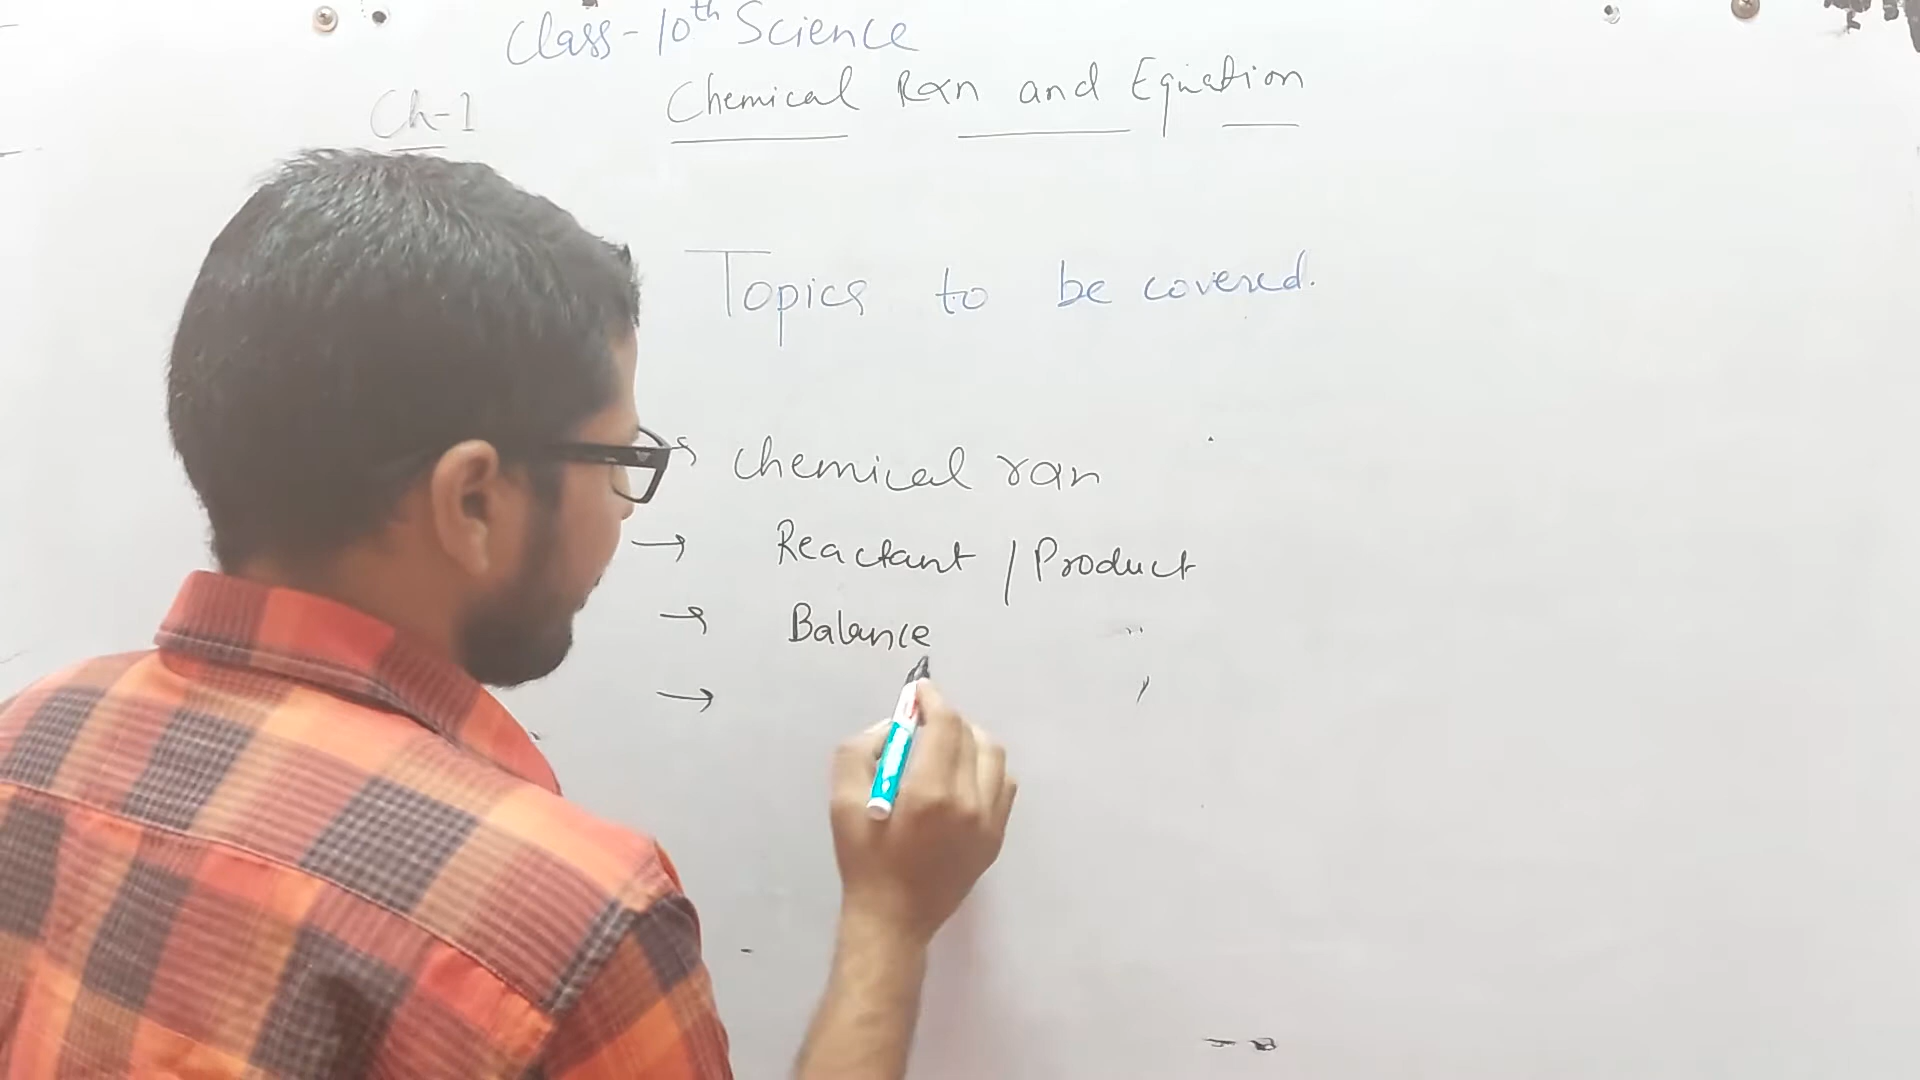 Class-10th Science
Ch-1 Chemical Rxn and Equation
Topics to be covered.
→ Chemical rxn
→ Reactant / Product
→ Balance
→